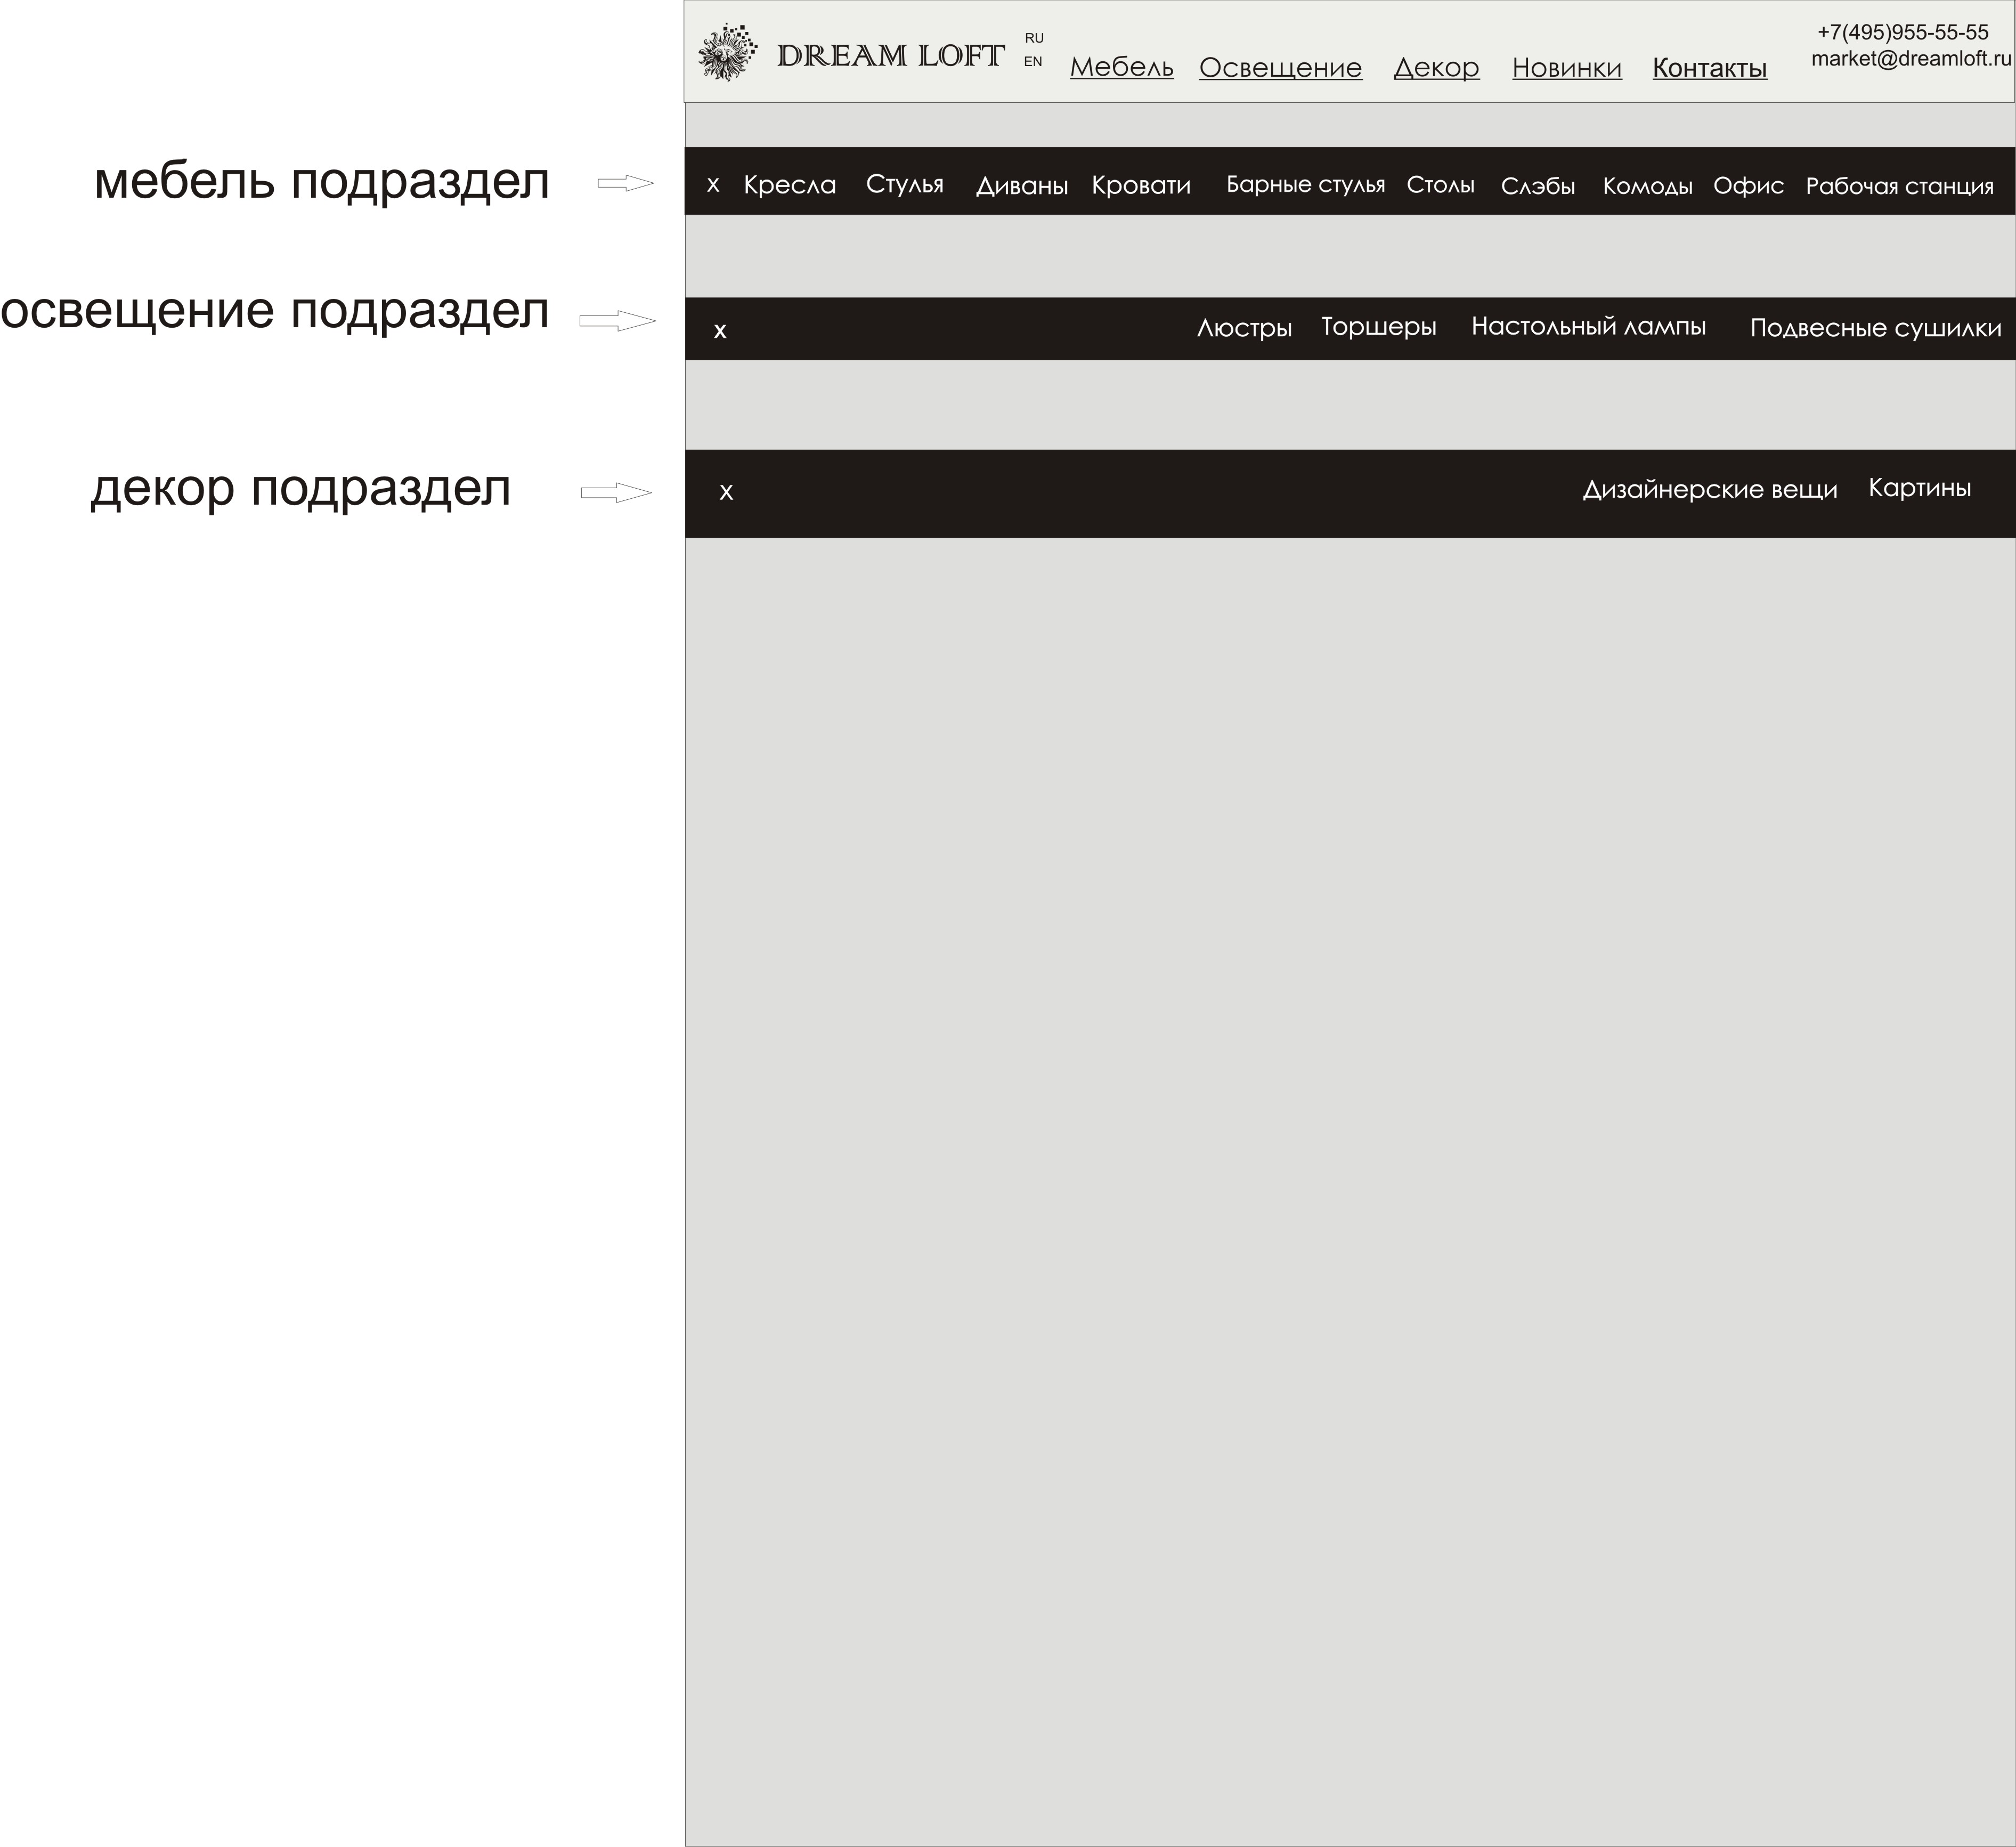 DREAM LOFT
RU
EN
Мебель Освещение Декор Новинки Контакты
+7(495)955-55-55
market@dreamloft.ru
мебель подраздел
x Кресла Стулья Диваны Кровати Барные стулья Столы Слэбы Комоды Офис Рабочая станция
освещение подраздел
x Люстры Торшеры Настольный лампы Подвесные сушилки
декор подраздел
x Дизайнерские вещи Картины